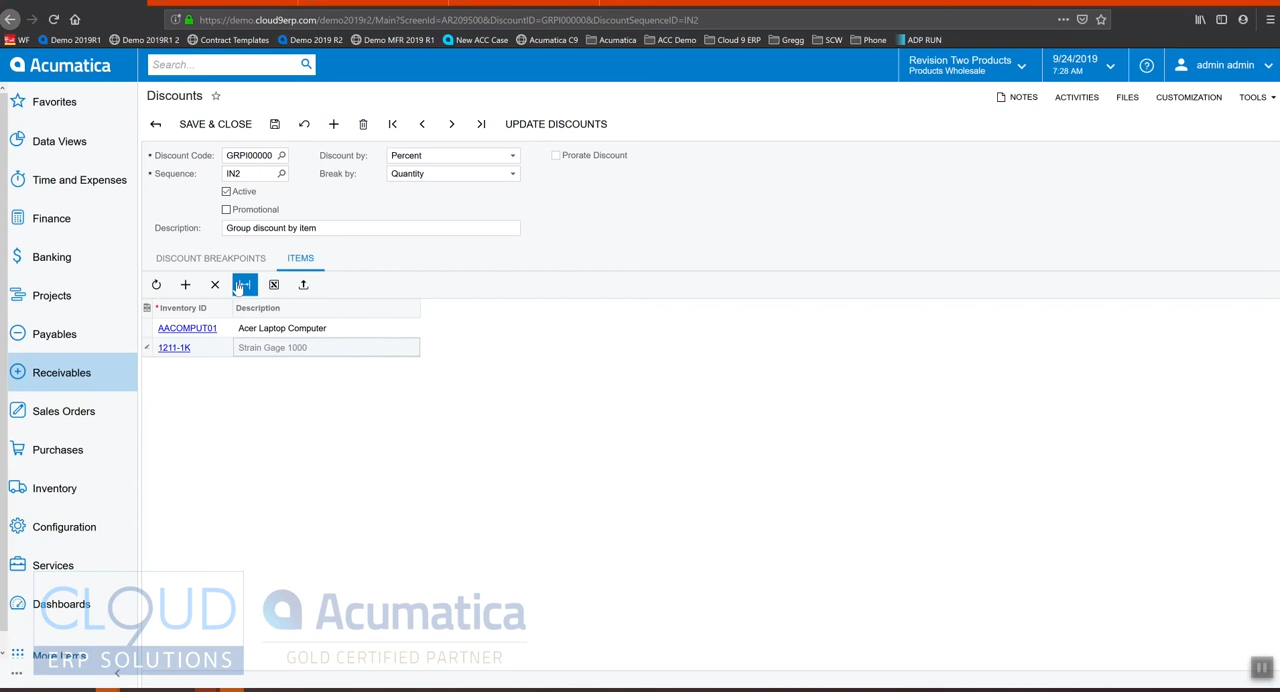 https://demo.cloud9erp.com/demo2019r2/Main?ScreenId=AR209500&DiscountID=GRPI00000&DiscountSequenceID=IN2
WF Demo 2019R1 Demo 2019R1 2 Contract Templates Demo 2019 R2 Demo MFR 2019 R1 New ACC Case Acumatica C9 Acumatica ACC Demo Cloud 9 ERP Gregg SCW Phone ADP RUN
Acumatica Search... Revision Two Products Products Wholesale 9/24/2019 7:28 AM admin admin
Favorites
Data Views
Time and Expenses
Finance
Banking
Projects
Payables
Receivables
Sales Orders
Purchases
Inventory
Configuration
Services
Dashboards
More Items
Discounts
NOTES ACTIVITIES FILES CUSTOMIZATION TOOLS
SAVE & CLOSE UPDATE DISCOUNTS
Discount Code: GRPI00000 Discount by: Percent Prorate Discount
Sequence: IN2 Break by: Quantity
Active
Promotional
Description: Group discount by item
DISCOUNT BREAKPOINTS ITEMS
* Inventory ID Description
AACOMPUT01 Acer Laptop Computer
1211-1K Strain Gage 1000
CLOUD 9
ERP SOLUTIONS
Acumatica
GOLD CERTIFIED PARTNER